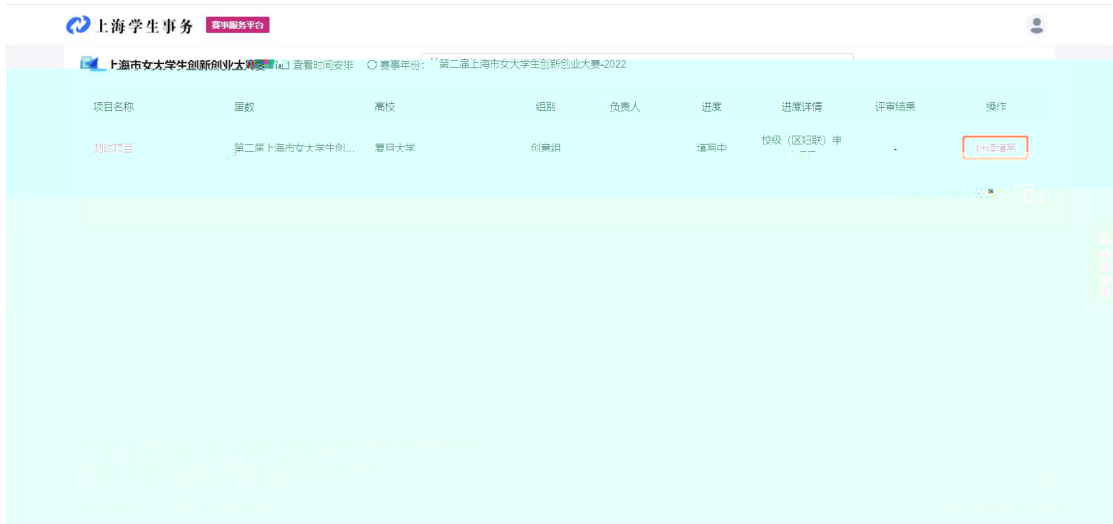 上海学生事务 赛事服务平台
上海市女大学生创新创业大赛 查看时间安排 赛事年份： 第二届上海市女大学生创新创业大赛-2022
项目名称 届数 高校 组别 负责人 进度 进度详情 评审结果 操作
测试项目 第二届上海市女大学生创... 复旦大学 创意组 填写中 校级（区妇联）申 -